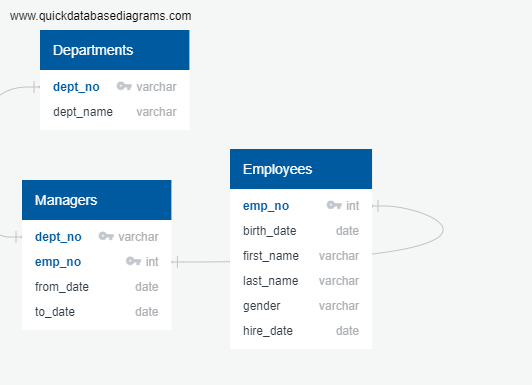 www.quickdatabasediagrams.com
Departments
dept_no varchar
dept_name varchar
Managers
dept_no varchar
emp_no int
from_date date
to_date date
Employees
emp_no int
birth_date date
first_name varchar
last_name varchar
gender varchar
hire_date date